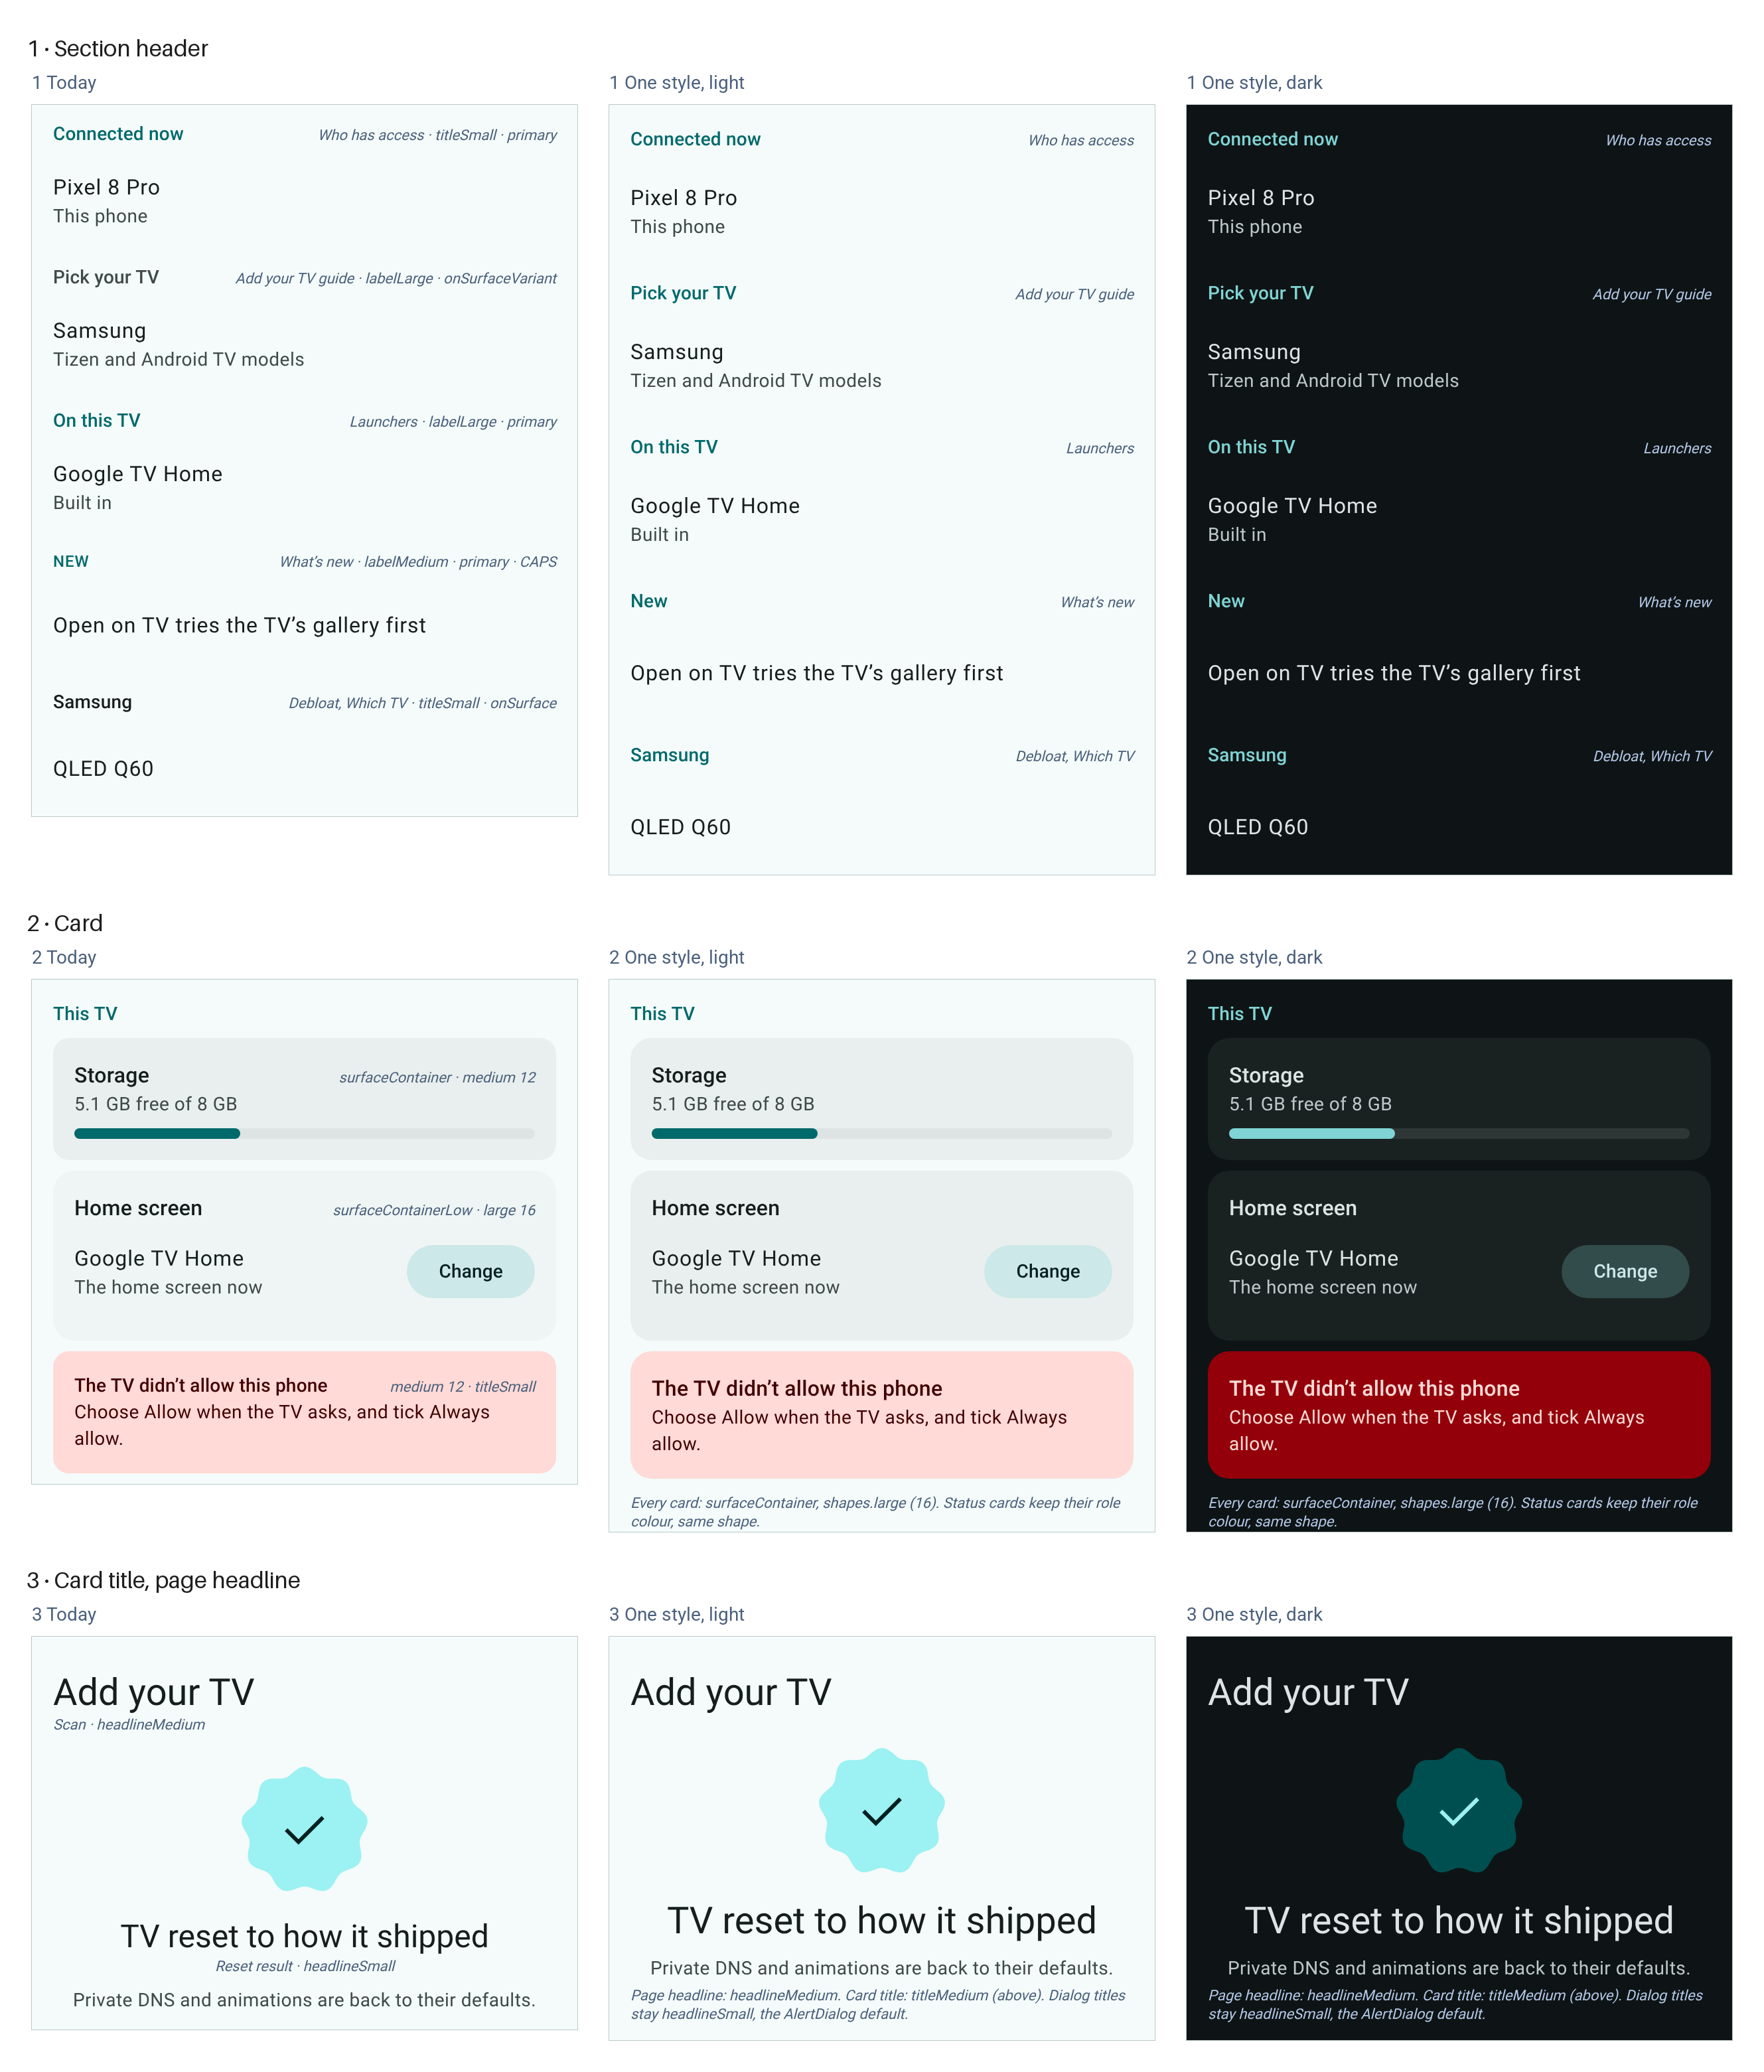 1 · Section header
1 Today
Connected now
Who has access · titleSmall · primary
Pixel 8 Pro
This phone
Pick your TV
Add your TV guide · labelLarge · onSurfaceVariant
Samsung
Tizen and Android TV models
On this TV
Launchers · labelLarge · primary
Google TV Home
Built in
NEW
What’s new · labelMedium · primary · CAPS
Open on TV tries the TV’s gallery first
Samsung
Debloat, Which TV · titleSmall · onSurface
QLED Q60
1 One style, light
Connected now
Who has access
Pixel 8 Pro
This phone
Pick your TV
Add your TV guide
Samsung
Tizen and Android TV models
On this TV
Launchers
Google TV Home
Built in
New
What’s new
Open on TV tries the TV’s gallery first
Samsung
Debloat, Which TV
QLED Q60
1 One style, dark
Connected now
Who has access
Pixel 8 Pro
This phone
Pick your TV
Add your TV guide
Samsung
Tizen and Android TV models
On this TV
Launchers
Google TV Home
Built in
New
What’s new
Open on TV tries the TV’s gallery first
Samsung
Debloat, Which TV
QLED Q60
2 · Card
2 Today
This TV
Storage
surfaceContainer · medium 12
5.1 GB free of 8 GB
Home screen
surfaceContainerLow · large 16
Google TV Home
The home screen now
Change
The TV didn’t allow this phone
medium 12 · titleSmall
Choose Allow when the TV asks, and tick Always
allow.
2 One style, light
This TV
Storage
5.1 GB free of 8 GB
Home screen
Google TV Home
The home screen now
Change
The TV didn’t allow this phone
Choose Allow when the TV asks, and tick Always
allow.
Every card: surfaceContainer, shapes.large (16). Status cards keep their role
colour, same shape.
2 One style, dark
This TV
Storage
5.1 GB free of 8 GB
Home screen
Google TV Home
The home screen now
Change
The TV didn’t allow this phone
Choose Allow when the TV asks, and tick Always
allow.
Every card: surfaceContainer, shapes.large (16). Status cards keep their role
colour, same shape.
3 · Card title, page headline
3 Today
Add your TV
Scan · headlineMedium
TV reset to how it shipped
Reset result · headlineSmall
Private DNS and animations are back to their defaults.
3 One style, light
Add your TV
TV reset to how it shipped
Private DNS and animations are back to their defaults.
Page headline: headlineMedium. Card title: titleMedium (above). Dialog titles
stay headlineSmall, the AlertDialog default.
3 One style, dark
Add your TV
TV reset to how it shipped
Private DNS and animations are back to their defaults.
Page headline: headlineMedium. Card title: titleMedium (above). Dialog titles
stay headlineSmall, the AlertDialog default.